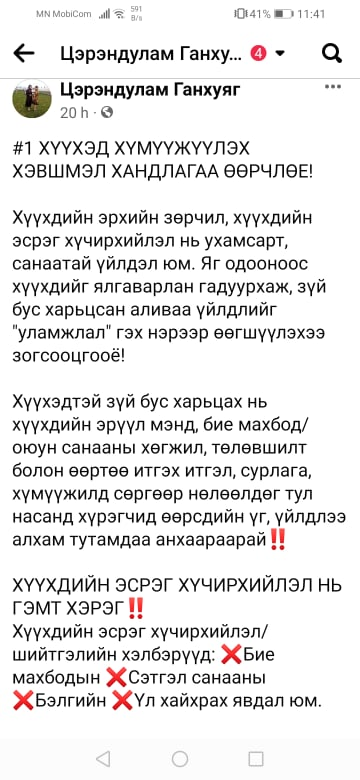 MN MobiCom 591 B/s 41% 11:41
Цэрэндулам Ганху... 4
Цэрэндулам Ганхуяг
20 h ·
#1 ХҮҮХЭД ХҮМҮҮЖҮҮЛЭХ
ХЭВШМЭЛ ХАНДЛАГАА ӨӨРЧЛӨЕ!
Хүүхдийн эрхийн зөрчил, хүүхдийн
эсрэг хүчирхийлэл нь ухамсарт,
санаатай үйлдэл юм. Яг одооноос
хүүхдийг ялгаварлан гадуурхаж, зүй
бус харьцсан аливаа үйлдлийг
"уламжлал" гэх нэрээр өөгшүүлэхээ
зогсооцгооё!
Хүүхэдтэй зүй бус харьцах нь
хүүхдийн эрүүл мэнд, бие махбод/
оюун санааны хөгжил, төлөвшилт
болон өөртөө итгэх итгэл, сурлага,
хүмүүжилд сөргөөр нөлөөлдөг тул
насанд хүрэгчид өөрсдийн үг, үйлдлээ
алхам тутамдаа анхаараарай‼️
ХҮҮХДИЙН ЭСРЭГ ХҮЧИРХИЙЛЭЛ НЬ
ГЭМТ ХЭРЭГ‼️
Хүүхдийн эсрэг хүчирхийлэл/
шийтгэлийн хэлбэрүүд: ❌Бие
махбодын ❌Сэтгэл санааны
❌Бэлгийн ❌Үл хайхрах явдал юм.